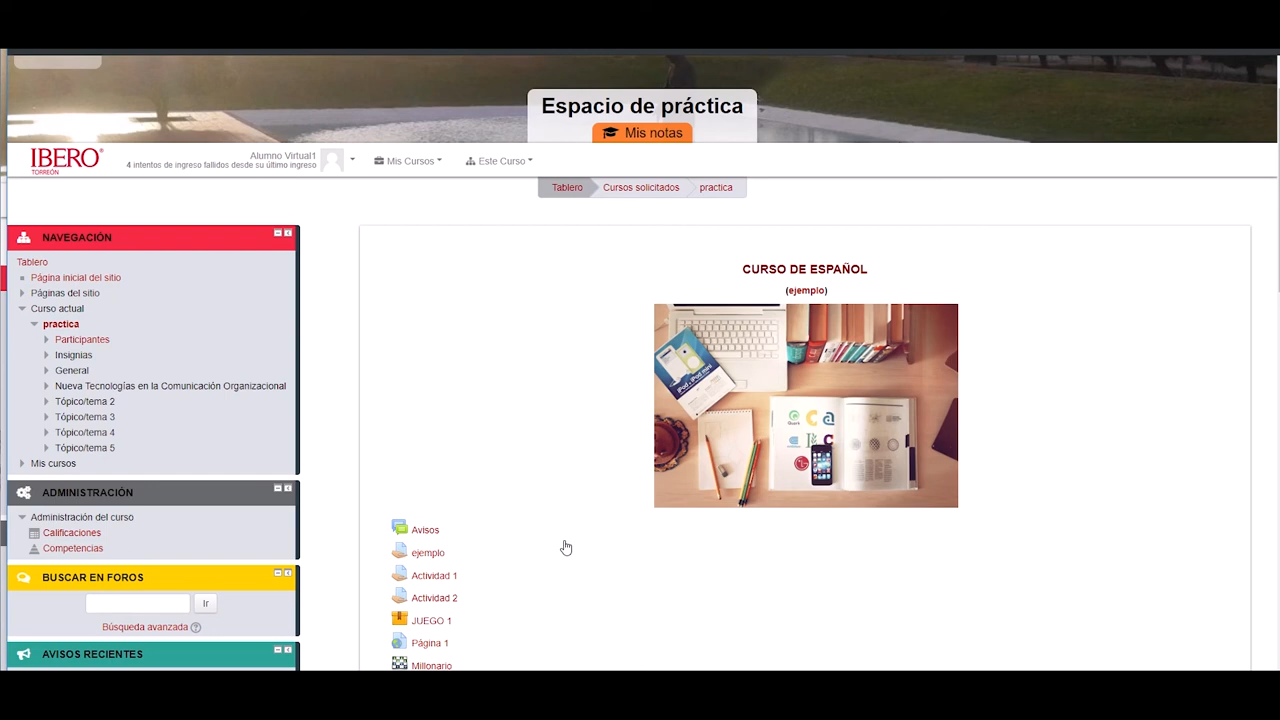 Espacio de práctica
Mis notas
IBERO®
TORREÓN
Alumno Virtual1
4 intentos de ingreso fallidos desde su último ingreso
Mis Cursos
Este Curso
Tablero
Cursos solicitados
practica
NAVEGACIÓN
Tablero
Página inicial del sitio
Páginas del sitio
Curso actual
practica
Participantes
Insignias
General
Nueva Tecnologías en la Comunicación Organizacional
Tópico/tema 2
Tópico/tema 3
Tópico/tema 4
Tópico/tema 5
Mis cursos
ADMINISTRACIÓN
Administración del curso
Calificaciones
Competencias
BUSCAR EN FOROS
Ir
Búsqueda avanzada
AVISOS RECIENTES
CURSO DE ESPAÑOL
(ejemplo)
iPod · iPod mini
LG
Avisos
ejemplo
Actividad 1
Actividad 2
JUEGO 1
Página 1
Millonario